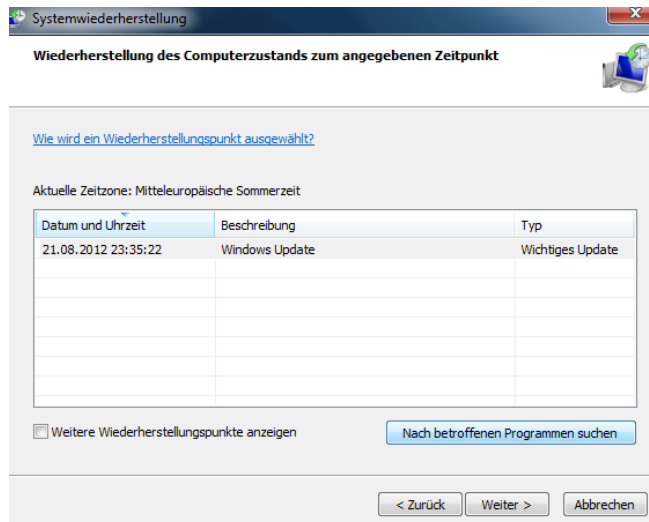 Systemwiederherstellung
Wiederherstellung des Computerzustands zum angegebenen Zeitpunkt
Wie wird ein Wiederherstellungspunkt ausgewählt?
Aktuelle Zeitzone: Mitteleuropäische Sommerzeit
Datum und Uhrzeit Beschreibung Typ
21.08.2012 23:35:22 Windows Update Wichtiges Update
Weitere Wiederherstellungspunkte anzeigen Nach betroffenen Programmen suchen
< Zurück Weiter > Abbrechen